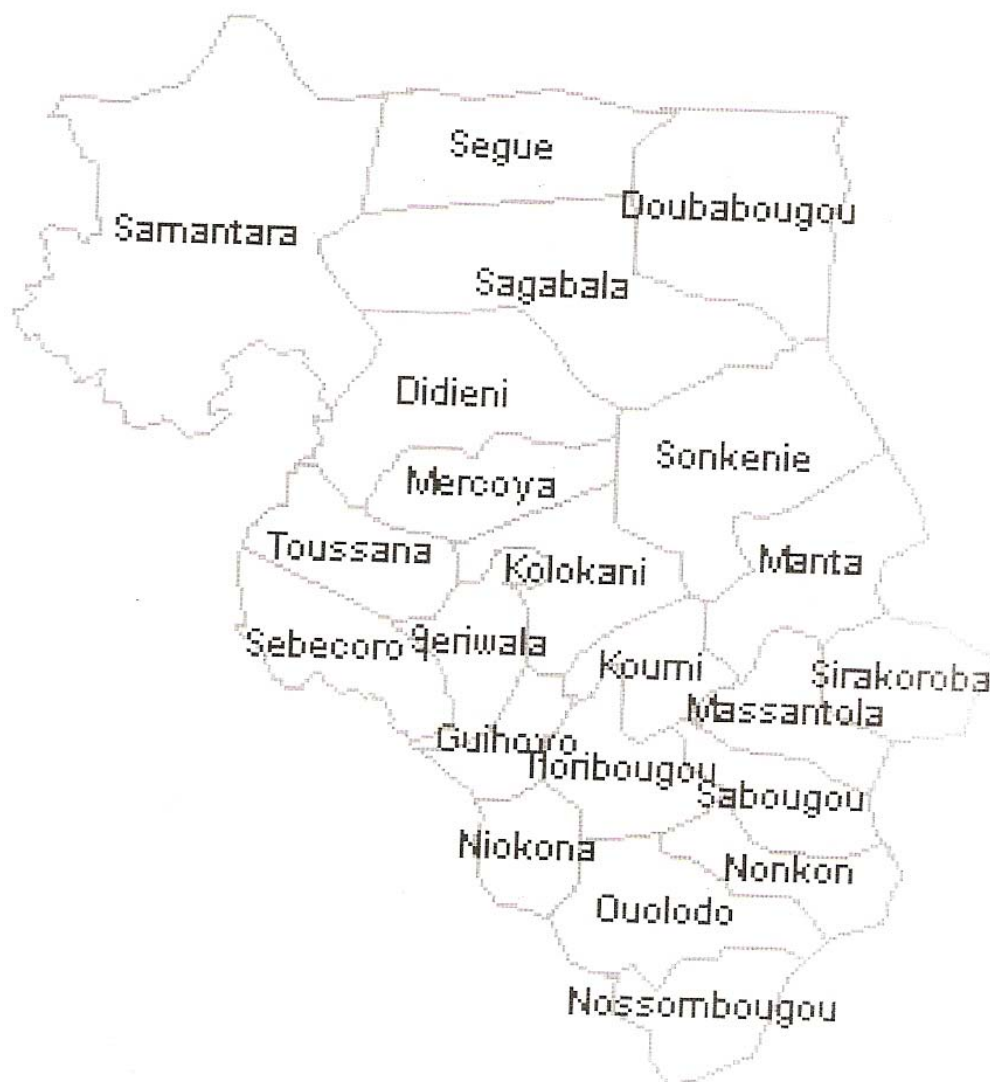 Segue
Doubabougou
Samantara
Sagabala
Didieni
Sonkenie
Mercoya
Toussana
Kolokani
Manta
Sebecoro
Koumi
Sirakoroba
Massantola
Guihoyo
Sabougou
Niokona
Nonkon
Ouolodo
Nossombougou